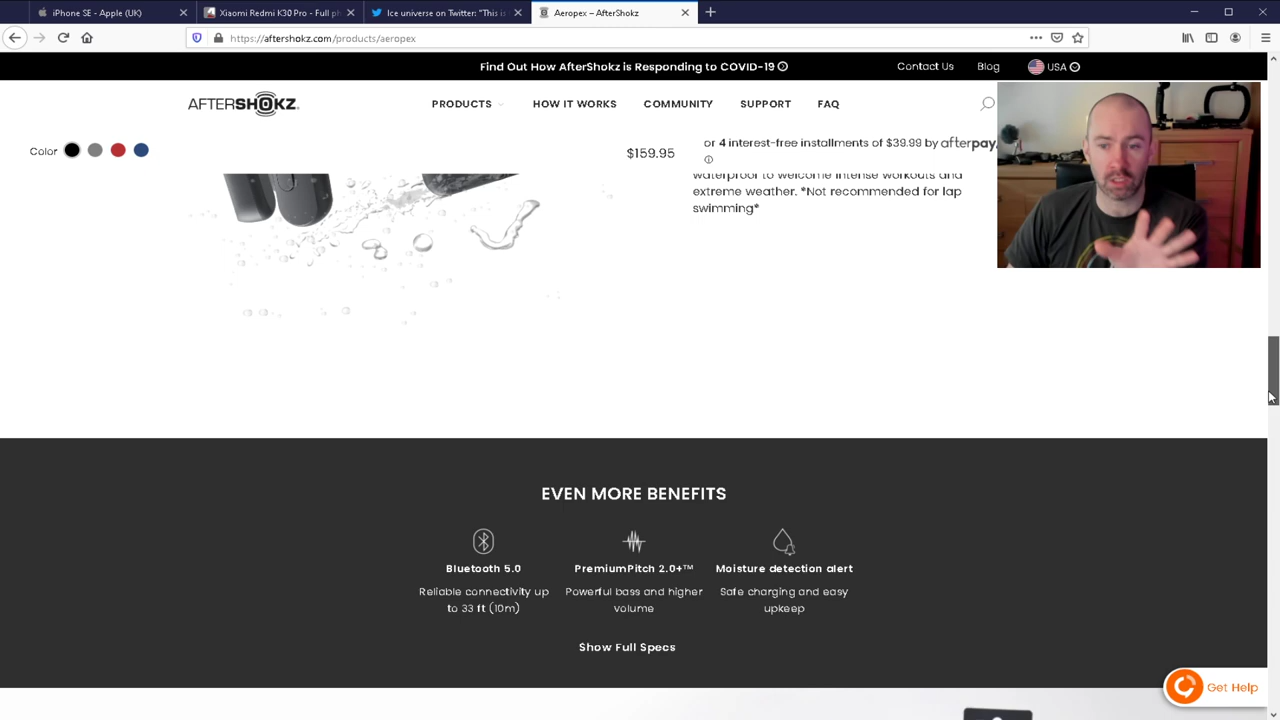 iPhone SE - Apple (UK)
Xiaomi Redmi K30 Pro - Full ph
Ice universe on Twitter: "This is
Aeropex – AfterShokz
https://aftershokz.com/products/aeropex
Find Out How AfterShokz is Responding to COVID-19
Contact Us
Blog
USA
AFTERSHOKZ
PRODUCTS
HOW IT WORKS
COMMUNITY
SUPPORT
FAQ
Color
$159.95
or 4 interest-free installments of $39.99 by afterpay
waterproof to welcome intense workouts and
extreme weather. *Not recommended for lap
swimming*
EVEN MORE BENEFITS
Bluetooth 5.0
Reliable connectivity up
to 33 ft (10m)
PremiumPitch 2.0+™
Powerful bass and higher
volume
Moisture detection alert
Safe charging and easy
upkeep
Show Full Specs
Get Help